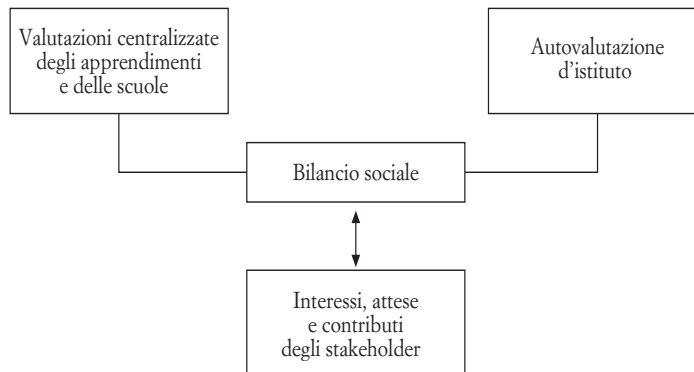 Valutazioni centralizzate
degli apprendimenti
e delle scuole
Autovalutazione
d’istituto
Bilancio sociale
Interessi, attese
e contributi
degli stakeholder